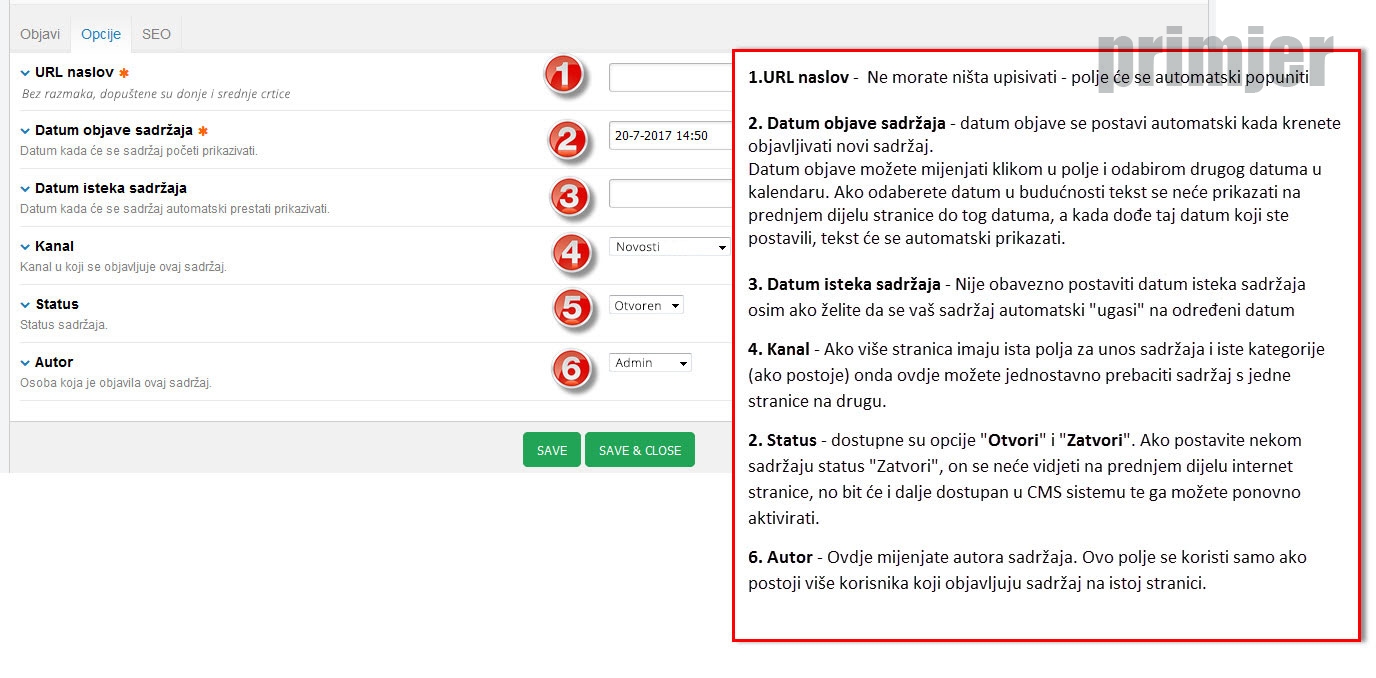 Objavi Opcije SEO
primjer
URL naslov *
Bez razmaka, dopuštene su donje i srednje crtice
1
Datum objave sadržaja *
Datum kada će se sadržaj početi prikazivati.
2
20-7-2017 14:50
Datum isteka sadržaja
Datum kada će se sadržaj automatski prestati prikazivati.
3
Kanal
Kanal u koji se objavljuje ovaj sadržaj.
4
Novosti
Status
Status sadržaja.
5
Otvoren
Autor
Osoba koja je objavila ovaj sadržaj.
6
Admin
SAVE SAVE & CLOSE
1.URL naslov - Ne morate ništa upisivati - polje će se automatski popuniti
2. Datum objave sadržaja - datum objave se postavi automatski kada krenete
objavljivati novi sadržaj.
Datum objave možete mijenjati klikom u polje i odabirom drugog datuma u
kalendaru. Ako odaberete datum u budućnosti tekst se neće prikazati na
prednjem dijelu stranice do tog datuma, a kada dođe taj datum koji ste
postavili, tekst će se automatski prikazati.
3. Datum isteka sadržaja - Nije obavezno postaviti datum isteka sadržaja
osim ako želite da se vaš sadržaj automatski "ugasi" na određeni datum
4. Kanal - Ako više stranica imaju ista polja za unos sadržaja i iste kategorije
(ako postoje) onda ovdje možete jednostavno prebaciti sadržaj s jedne
stranice na drugu.
2. Status - dostupne su opcije "Otvori" i "Zatvori". Ako postavite nekom
sadržaju status "Zatvori", on se neće vidjeti na prednjem dijelu internet
stranice, no bit će i dalje dostupan u CMS sistemu te ga možete ponovno
aktivirati.
6. Autor - Ovdje mijenjate autora sadržaja. Ovo polje se koristi samo ako
postoji više korisnika koji objavljuju sadržaj na istoj stranici.